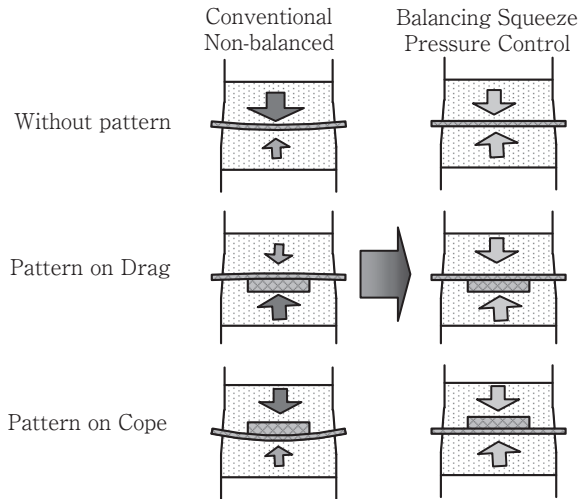 Conventional
Non-balanced
Balancing Squeeze
Pressure Control
Without pattern
Pattern on Drag
Pattern on Cope